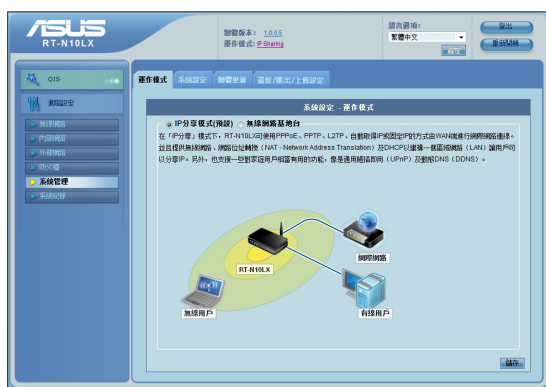 ASUS
RT-N10LX
韌體版本: 1.0.0.5
運作模式: IP Sharing
語言選項:
繁體中文
登出
重新開機
QIS
進階設定
無線網路
內部網路
外部網路
防火牆
系統管理
系統紀錄
運作模式
系統設定
韌體更新
系統設定 - 運作模式
IP分享模式(預設) 無線網路基地台
在「IP分享」模式下，RT-N10LX可使用PPPoE、PPTP、L2TP、自動取得IP或固定IP的方式由WAN端進行網際網路連線。
並且提供無線網路、網路位址轉換（NAT - Network Address Translation）及DHCP以建構一個區域網路（LAN）讓用戶可
以分享IP。另外，也支援一些對家庭用戶相當有用的功能，像是通用隨插即用（UPnP）及動態DNS（DDNS）。
RT-N10LX
網際網路
無線用戶
有線用戶
儲存